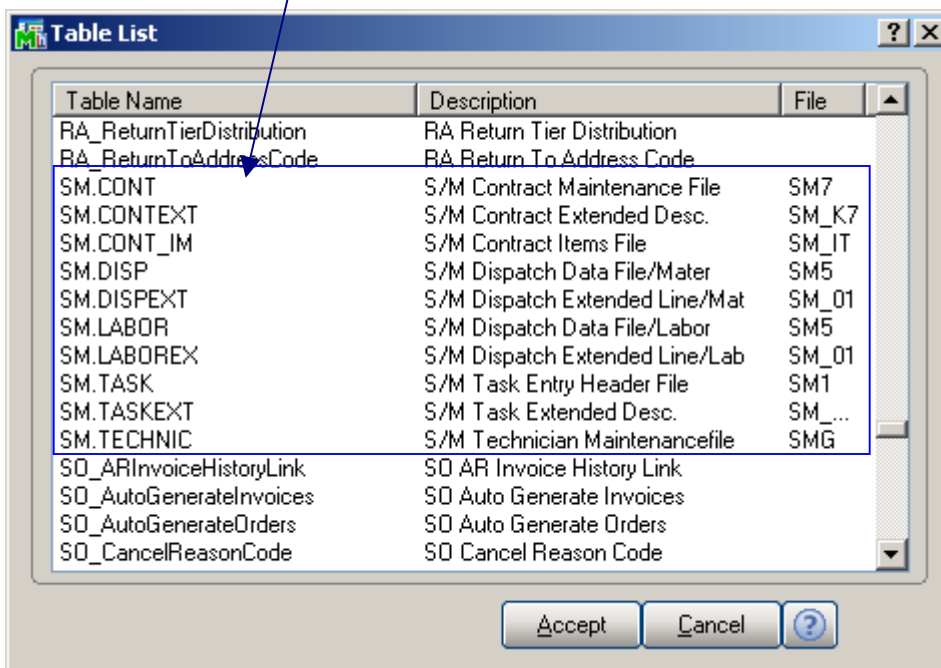 Table List
Table Name Description File
RA_ReturnTierDistribution RA Return Tier Distribution
RA_ReturnToAddressCode RA Return To Address Code
SM.CONT S/M Contract Maintenance File SM7
SM.CONTEXT S/M Contract Extended Desc. SM_K7
SM.CONT_IM S/M Contract Items File SM_IT
SM.DISP S/M Dispatch Data File/Mater SM5
SM.DISPEXT S/M Dispatch Extended Line/Mat SM_01
SM.LABOR S/M Dispatch Data File/Labor SM5
SM.LABOREX S/M Dispatch Extended Line/Lab SM_01
SM.TASK S/M Task Entry Header File SM1
SM.TASKEXT S/M Task Extended Desc. SM_...
SM.TECHNIC S/M Technician Maintenancefile SMG
SO_ARInvoiceHistoryLink SO AR Invoice History Link
SO_AutoGenerateInvoices SO Auto Generate Invoices
SO_AutoGenerateOrders SO Auto Generate Orders
SO_CancelReasonCode SO Cancel Reason Code
Accept Cancel